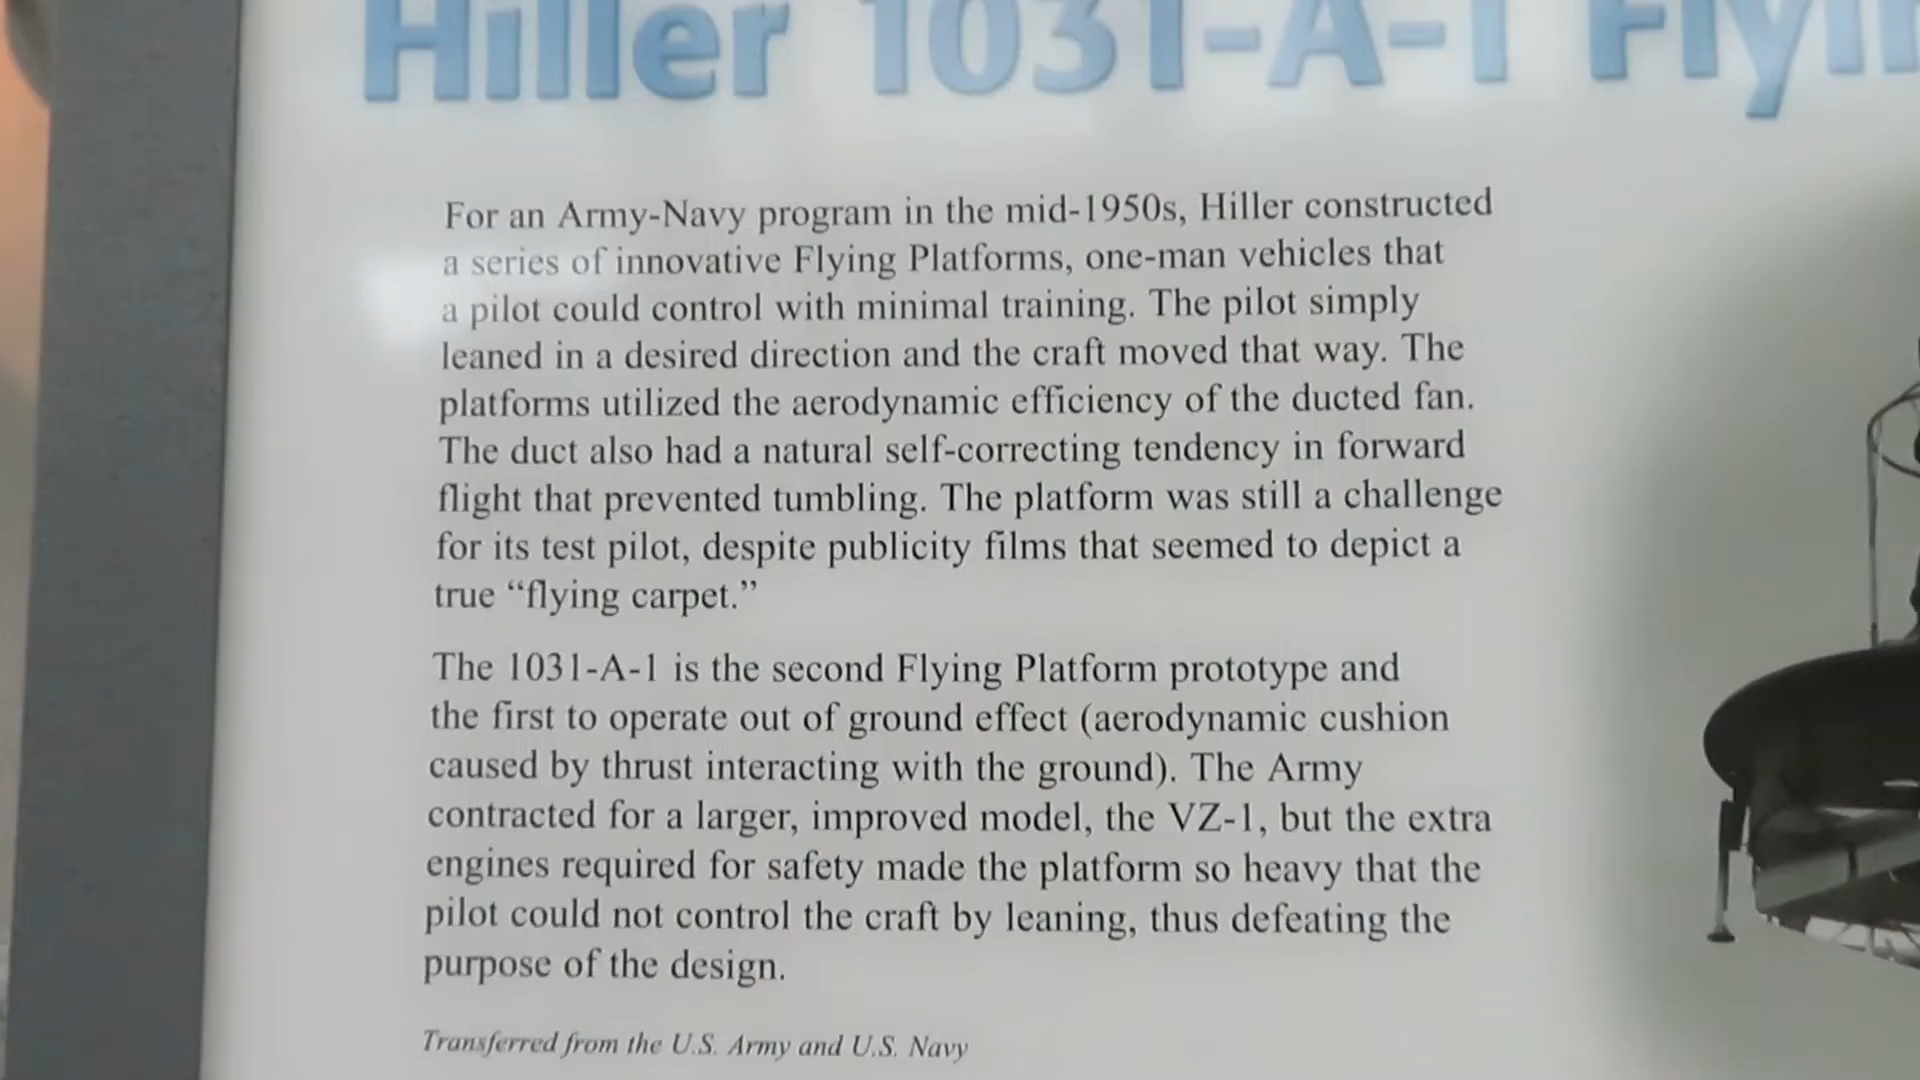 Hiller 1031-A-1
For an Army-Navy program in the mid-1950s, Hiller constructed
a series of innovative Flying Platforms, one-man vehicles that
a pilot could control with minimal training. The pilot simply
leaned in a desired direction and the craft moved that way. The
platforms utilized the aerodynamic efficiency of the ducted fan.
The duct also had a natural self-correcting tendency in forward
flight that prevented tumbling. The platform was still a challenge
for its test pilot, despite publicity films that seemed to depict a
true “flying carpet.”
The 1031-A-1 is the second Flying Platform prototype and
the first to operate out of ground effect (aerodynamic cushion
caused by thrust interacting with the ground). The Army
contracted for a larger, improved model, the VZ-1, but the extra
engines required for safety made the platform so heavy that the
pilot could not control the craft by leaning, thus defeating the
purpose of the design.
Transferred from the U.S. Army and U.S. Navy